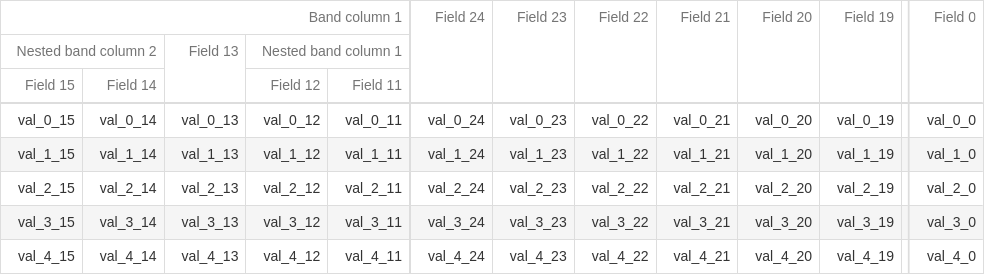 Band column 1 Field 24 Field 23 Field 22 Field 21 Field 20 Field 19 Field 0
Nested band column 2 Field 13 Nested band column 1
Field 15 Field 14 Field 12 Field 11
val_0_15 val_0_14 val_0_13 val_0_12 val_0_11 val_0_24 val_0_23 val_0_22 val_0_21 val_0_20 val_0_19 val_0_0
val_1_15 val_1_14 val_1_13 val_1_12 val_1_11 val_1_24 val_1_23 val_1_22 val_1_21 val_1_20 val_1_19 val_1_0
val_2_15 val_2_14 val_2_13 val_2_12 val_2_11 val_2_24 val_2_23 val_2_22 val_2_21 val_2_20 val_2_19 val_2_0
val_3_15 val_3_14 val_3_13 val_3_12 val_3_11 val_3_24 val_3_23 val_3_22 val_3_21 val_3_20 val_3_19 val_3_0
val_4_15 val_4_14 val_4_13 val_4_12 val_4_11 val_4_24 val_4_23 val_4_22 val_4_21 val_4_20 val_4_19 val_4_0